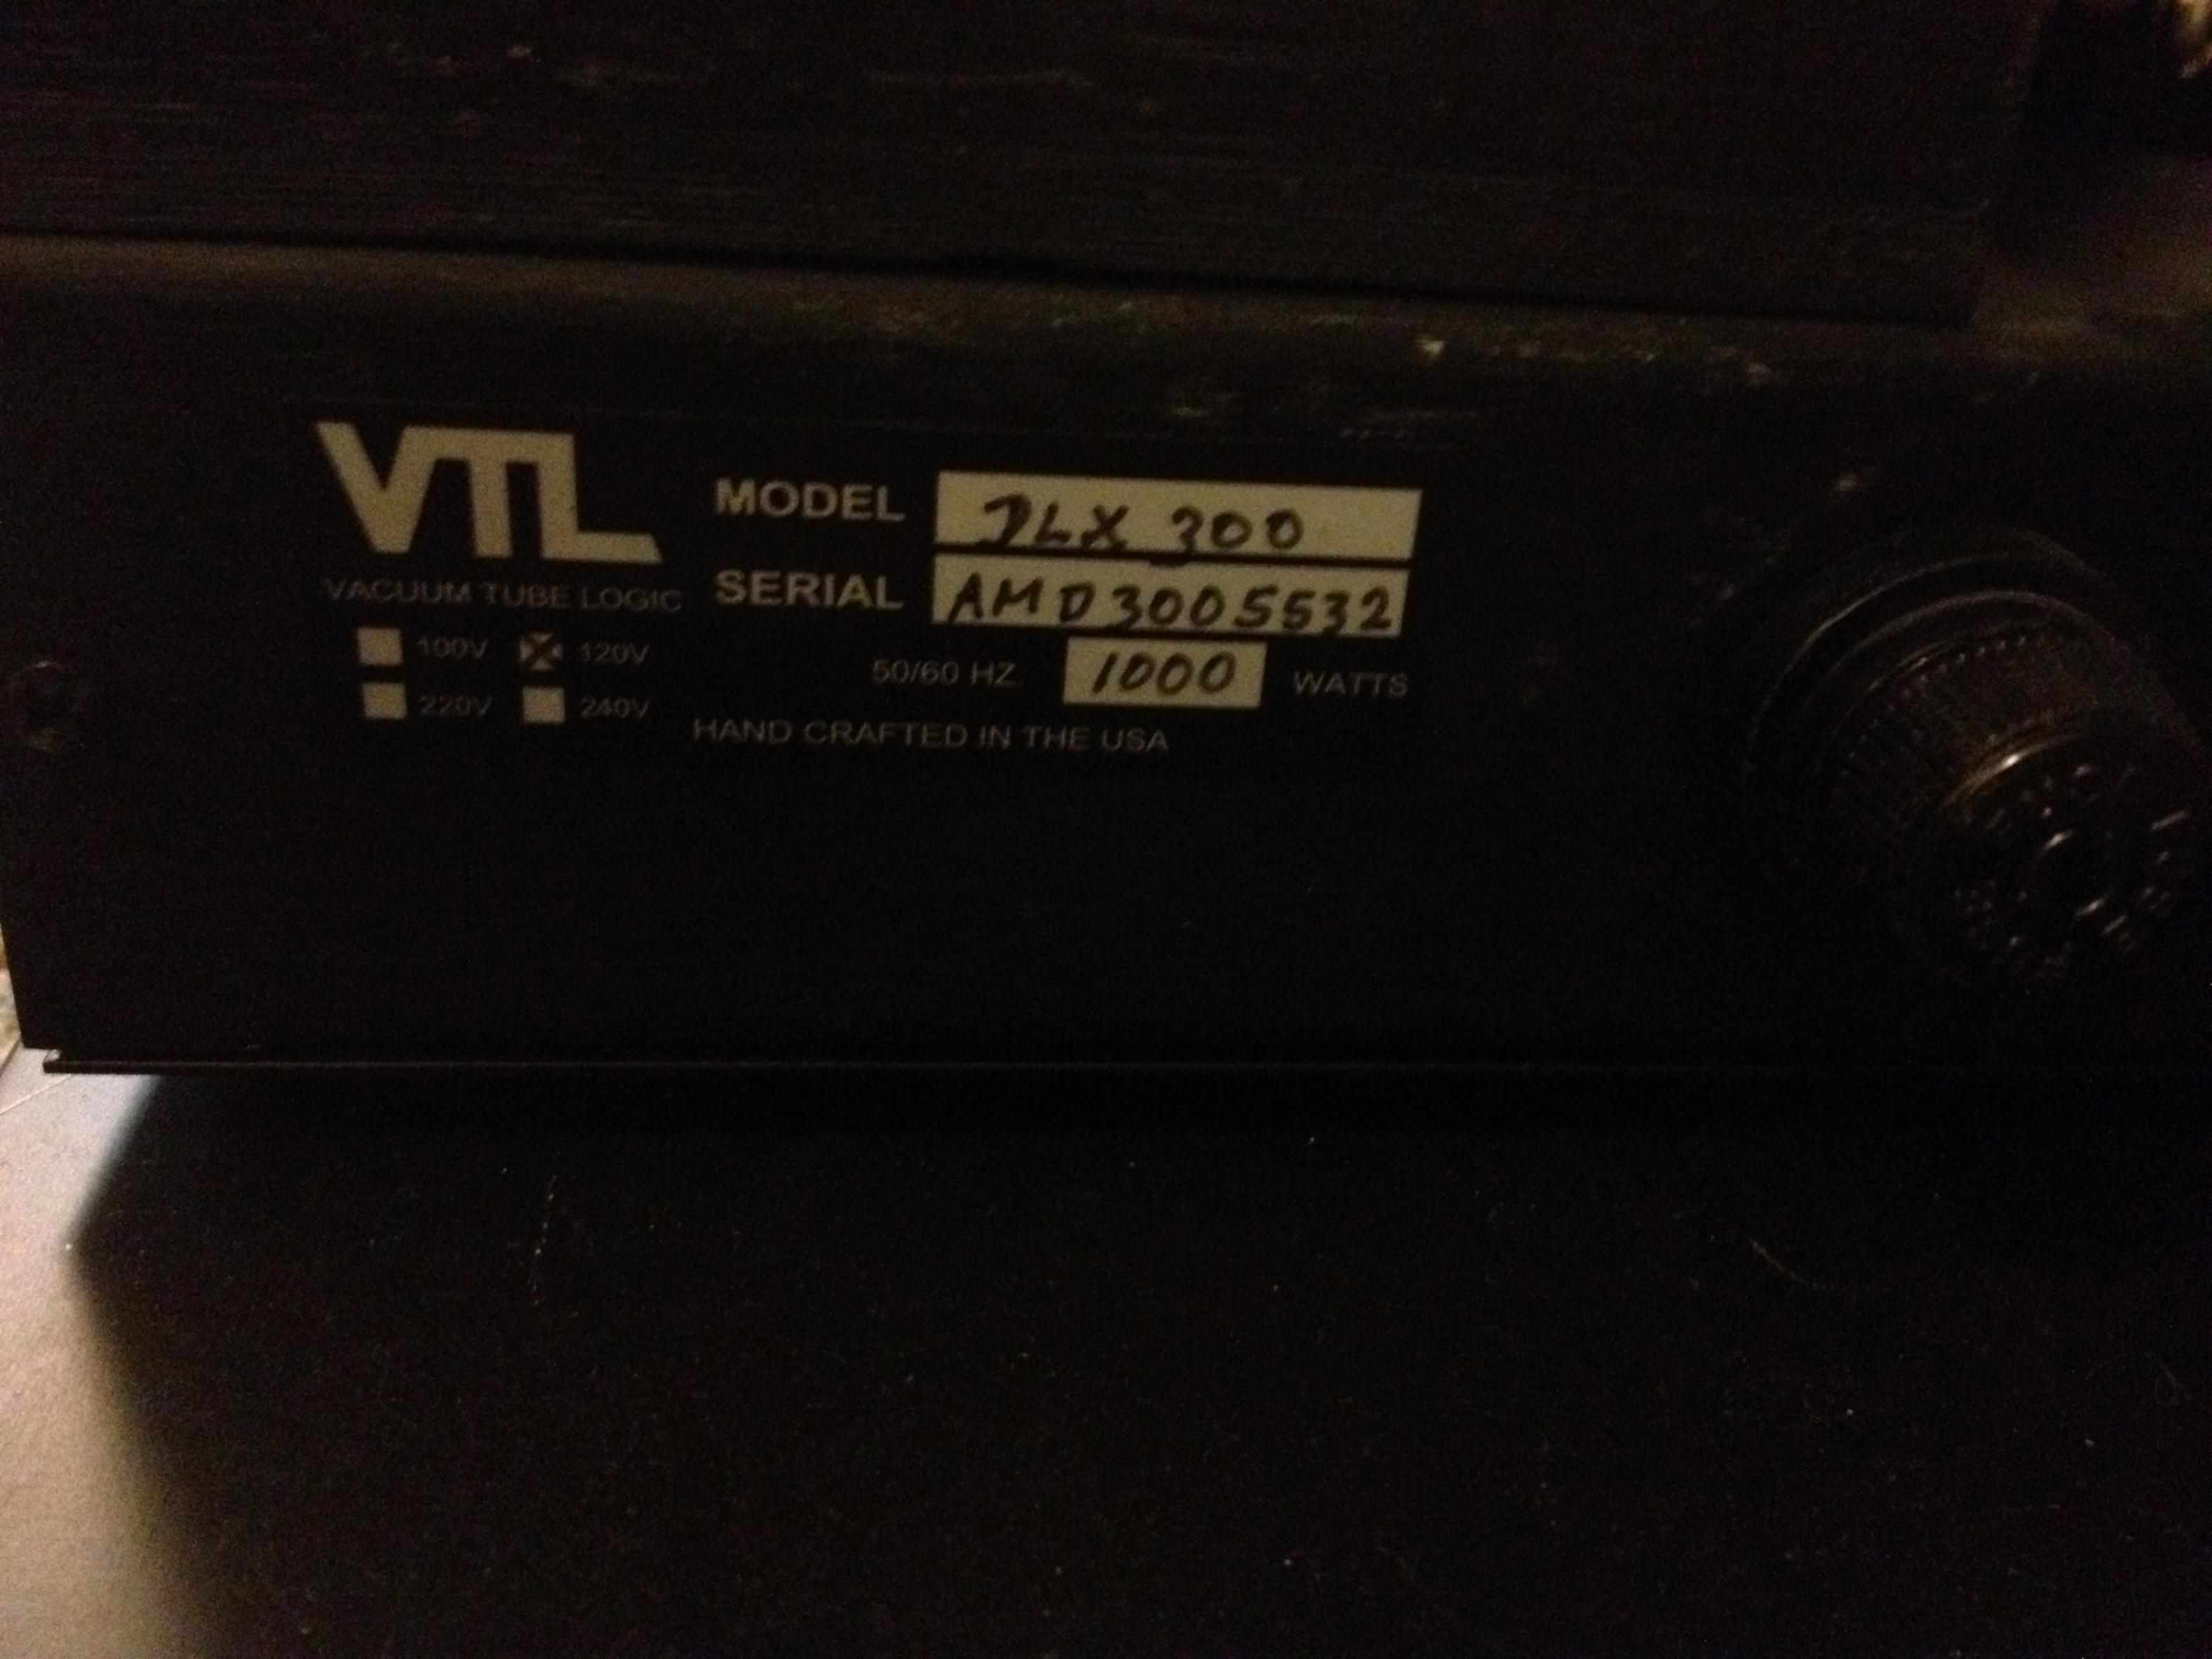 VTL
VACUUM TUBE LOGIC
MODEL DLX 300
SERIAL AMD3005532
100V 120V
220V 240V
50/60 HZ. 1000 WATTS
HAND CRAFTED IN THE USA